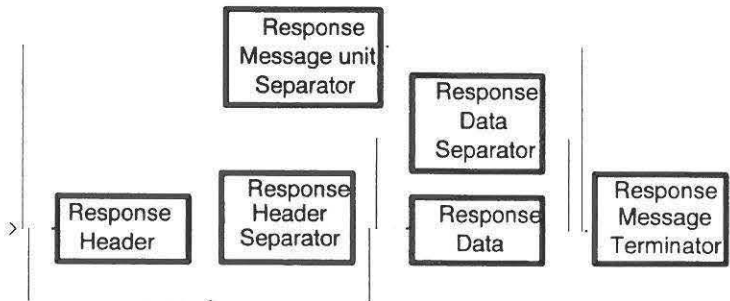 Response
Message unit
Separator
Response
Data
Separator
Response
Header
Response
Header
Separator
Response
Data
Response
Message
Terminator